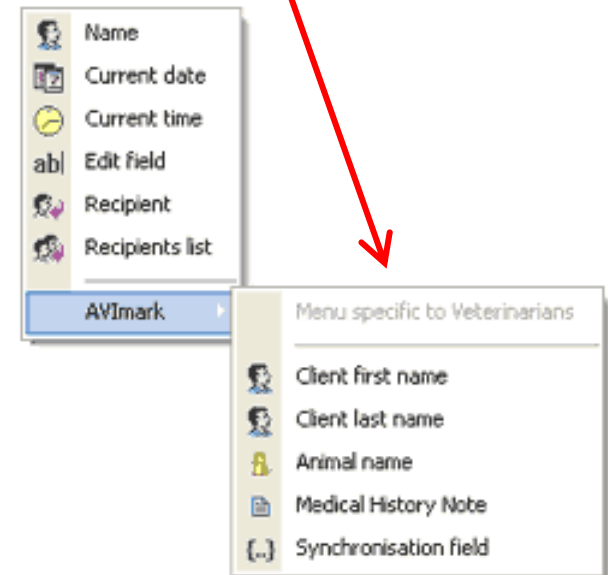 Name
Current date
Current time
ab| Edit field
Recipient
Recipients list
AVImark
Menu specific to Veterinarians
Client first name
Client last name
Animal name
Medical History Note
{..} Synchronisation field